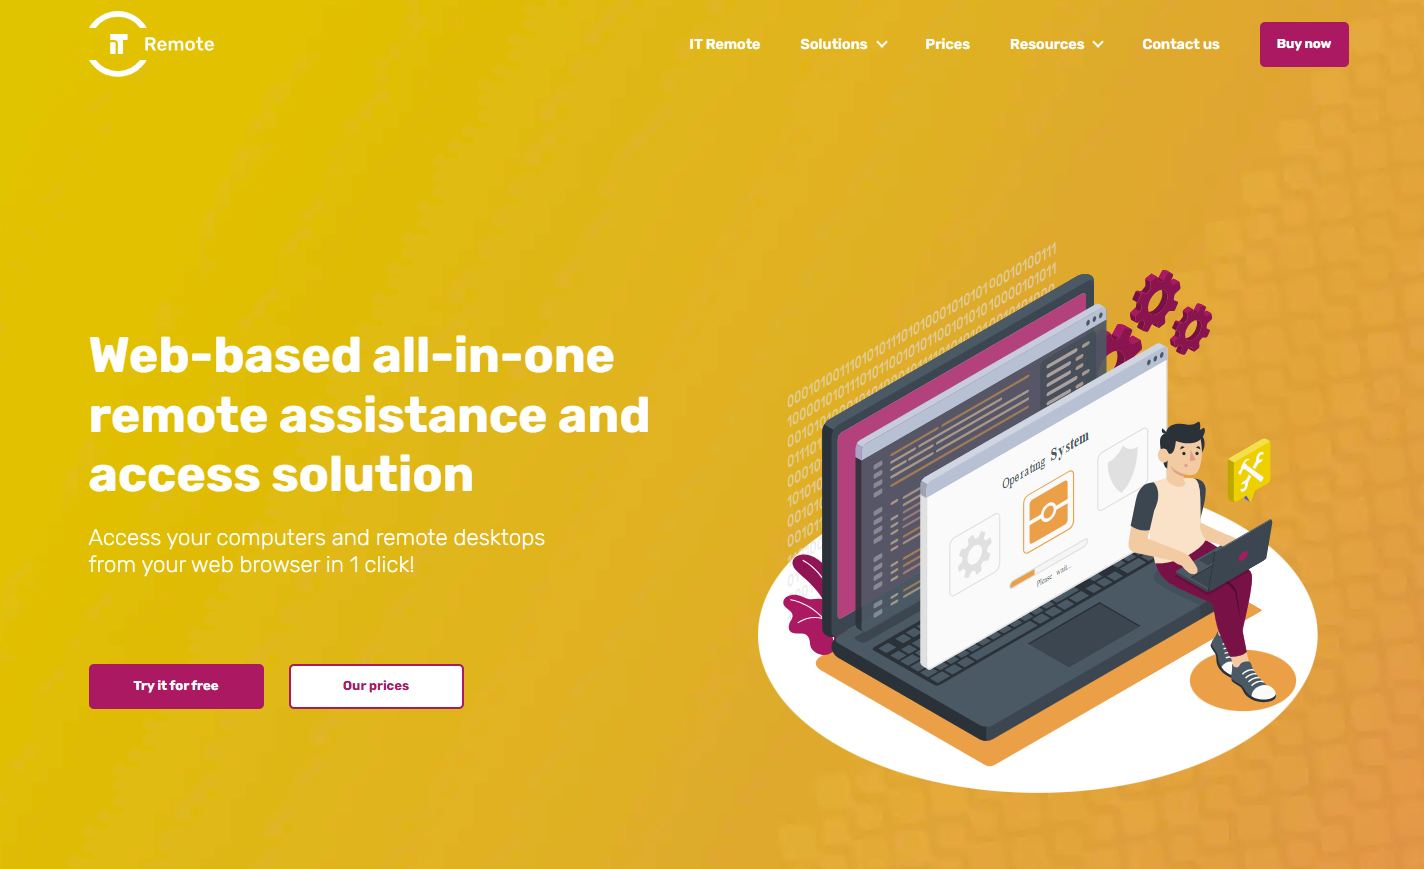 iT Remote
IT Remote
Solutions
Prices
Resources
Contact us
Buy now
Web-based all-in-one
remote assistance and
access solution
Access your computers and remote desktops
from your web browser in 1 click!
Try it for free
Our prices
Operating System
Please wait...